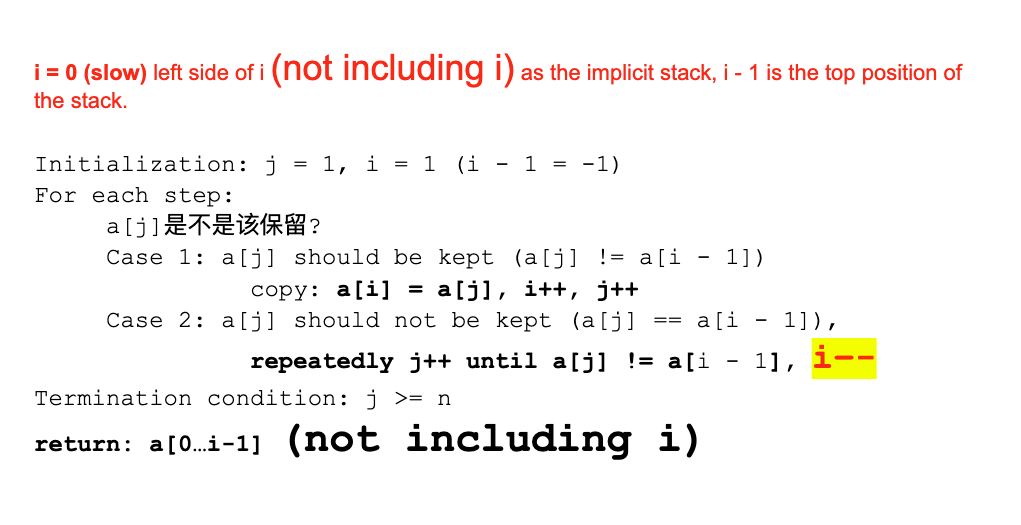 i = 0 (slow) left side of i (not including i) as the implicit stack, i - 1 is the top position of
the stack.
Initialization: j = 1, i = 1 (i - 1 = -1)
For each step:
a[j]是不是该保留?
Case 1: a[j] should be kept (a[j] != a[i - 1])
copy: a[i] = a[j], i++, j++
Case 2: a[j] should not be kept (a[j] == a[i - 1]),
repeatedly j++ until a[j] != a[i - 1], i--
Termination condition: j >= n
return: a[0…i-1] (not including i)